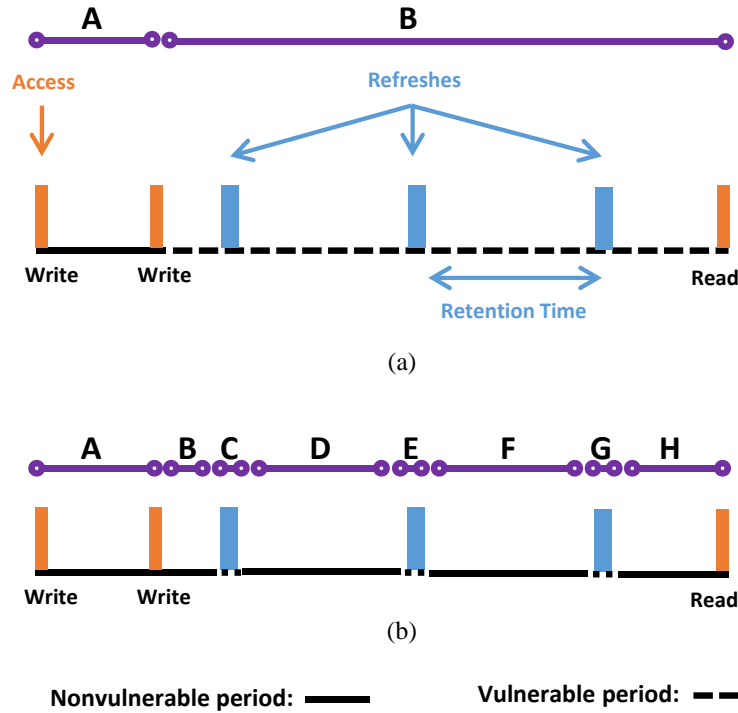 A B
Access Refreshes
Write Write Read
Retention Time
(a)
A B C D E F G H
Write Write Read
(b)
Nonvulnerable period: Vulnerable period: